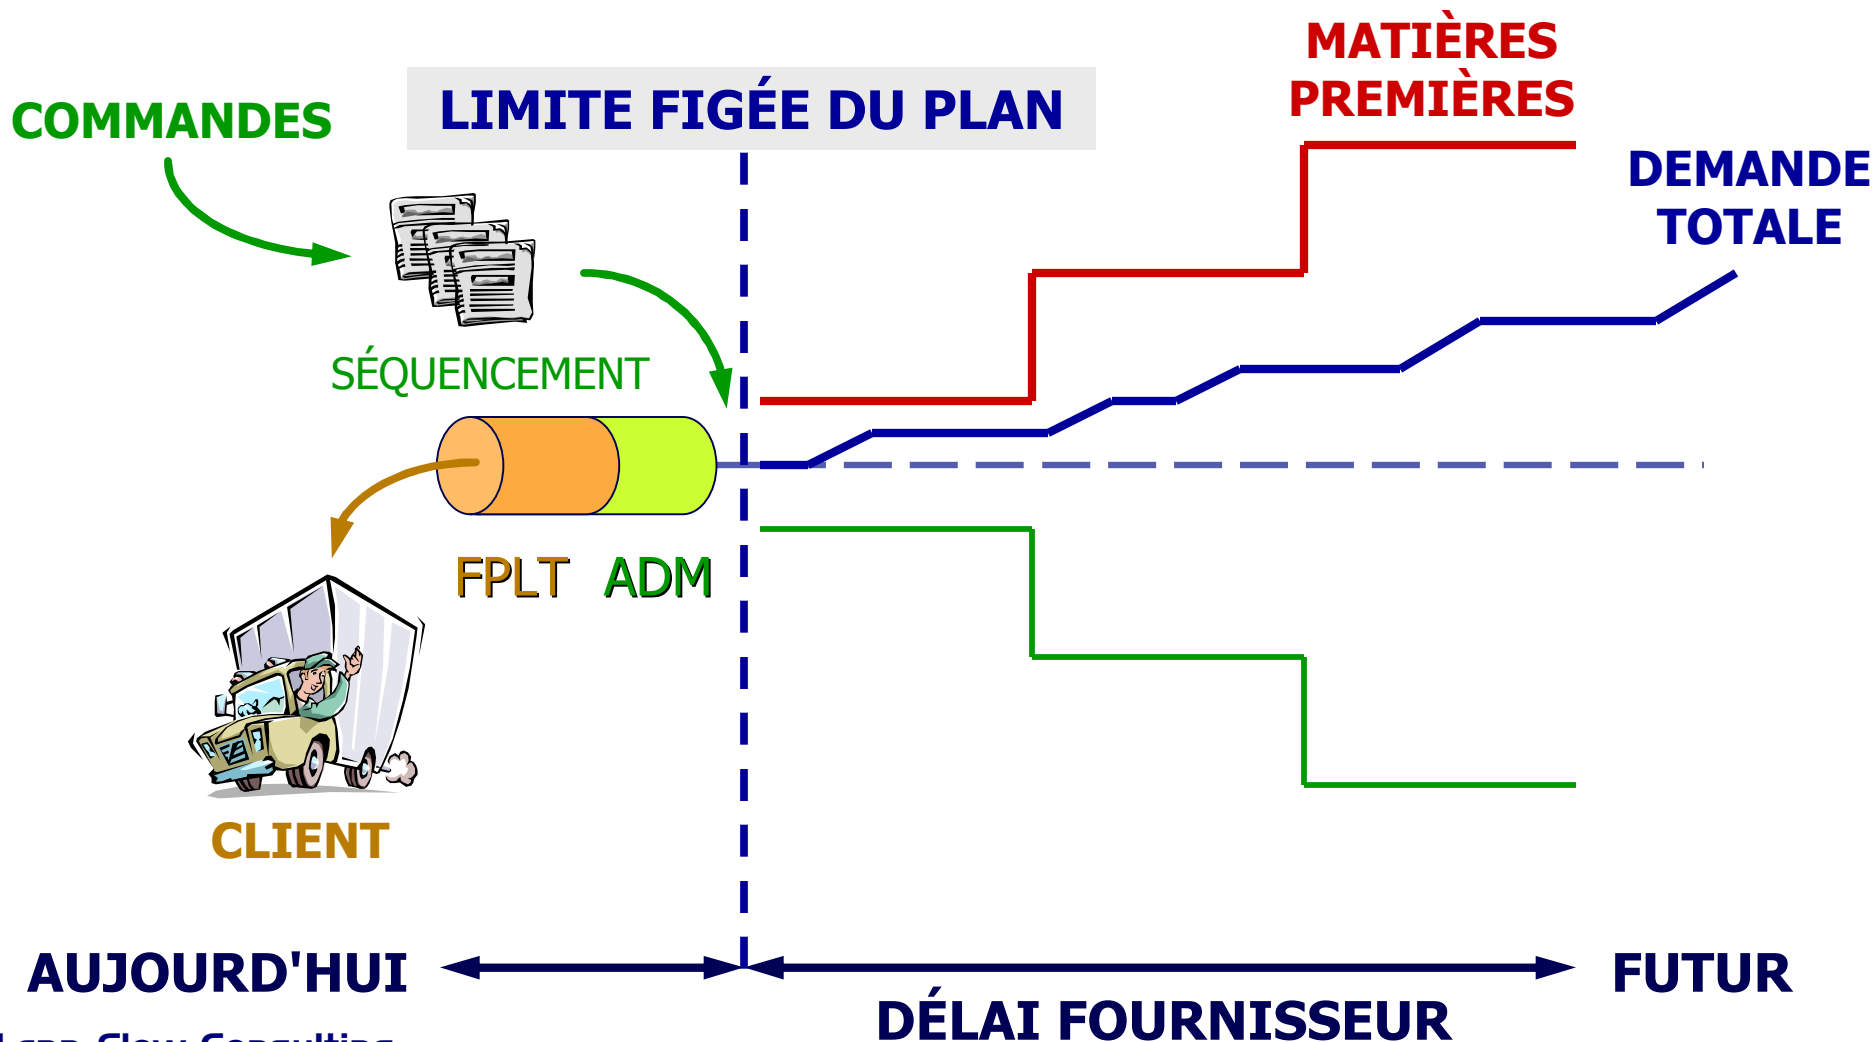 MATIÈRES
PREMIÈRES
LIMITE FIGÉE DU PLAN
COMMANDES
DEMANDE
TOTALE
SÉQUENCEMENT
FPLT ADM
CLIENT
AUJOURD'HUI
FUTUR
DÉLAI FOURNISSEUR